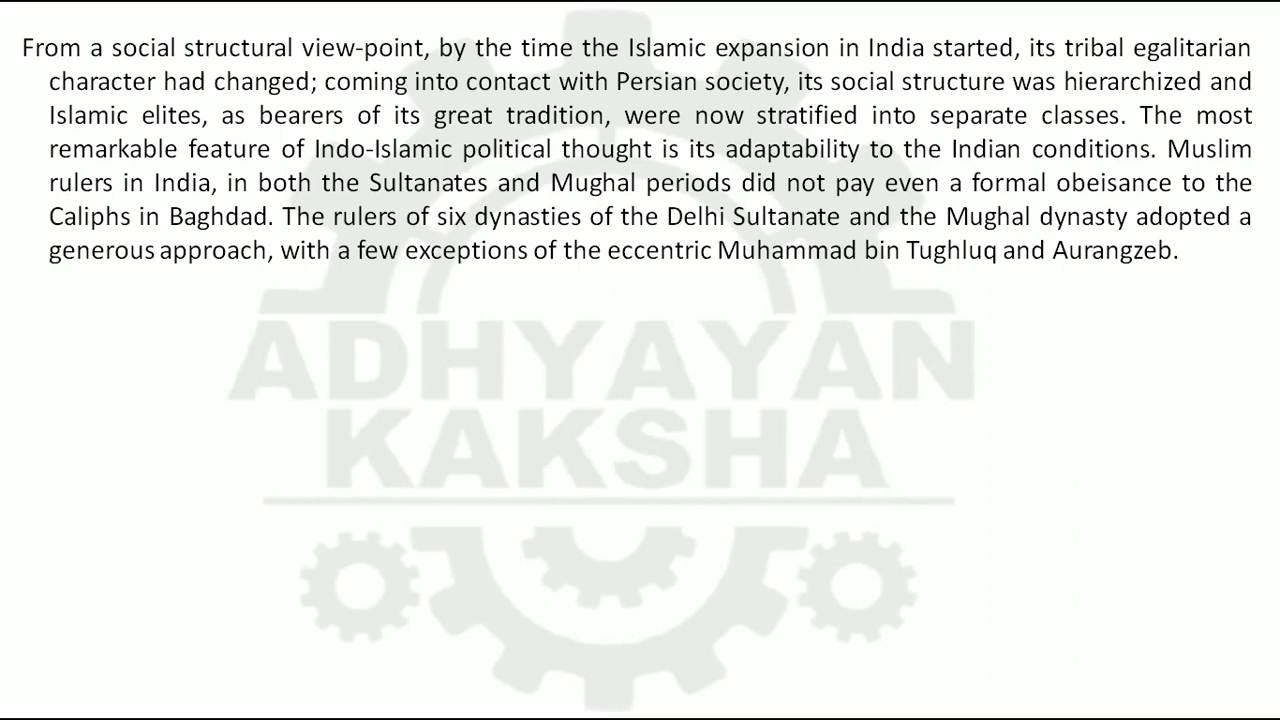 From a social structural view-point, by the time the Islamic expansion in India started, its tribal egalitarian
character had changed; coming into contact with Persian society, its social structure was hierarchized and
Islamic elites, as bearers of its great tradition, were now stratified into separate classes. The most
remarkable feature of Indo-Islamic political thought is its adaptability to the Indian conditions. Muslim
rulers in India, in both the Sultanates and Mughal periods did not pay even a formal obeisance to the
Caliphs in Baghdad. The rulers of six dynasties of the Delhi Sultanate and the Mughal dynasty adopted a
generous approach, with a few exceptions of the eccentric Muhammad bin Tughluq and Aurangzeb.
ADHYAYAN
KAKSHA